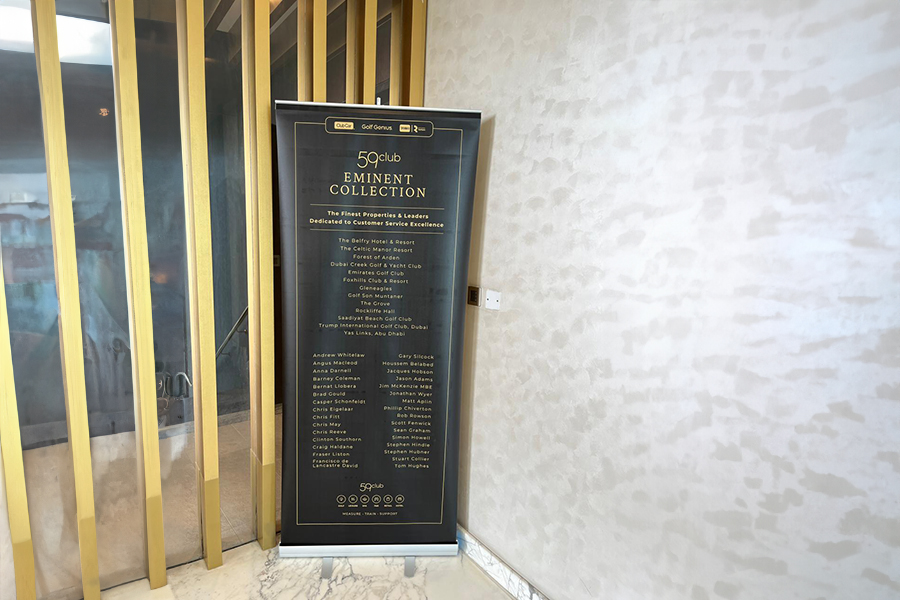 Club Car Golf Genius
59club
EMINENT
COLLECTION
The Finest Properties & Leaders
Dedicated to Customer Service Excellence
The Belfry Hotel & Resort
The Celtic Manor Resort
Forest of Arden
Dubai Creek Golf & Yacht Club
Emirates Golf Club
Foxhills Club & Resort
Gleneagles
Golf Son Muntaner
The Grove
Rockliffe Hall
Saadiyat Beach Golf Club
Trump International Golf Club, Dubai
Yas Links, Abu Dhabi
Andrew Whitelaw
Angus Macleod
Anna Darnell
Barney Coleman
Bernat Llobera
Brad Gould
Casper Schonfeldt
Chris Eigelaar
Chris Fitt
Chris May
Chris Reeve
Clinton Southorn
Craig Haldane
Fraser Liston
Francisco de
Lancastre David
Gary Silcock
Houssem Belabed
Jacques Hobson
Jason Adams
Jim McKenzie MBE
Jonathan Wyer
Matt Aplin
Phillip Chiverton
Rob Rowson
Scott Fenwick
Sean Graham
Simon Howell
Stephen Hindle
Stephen Hubner
Stuart Collier
Tom Hughes
59club
MEASURE · TRAIN · SUPPORT